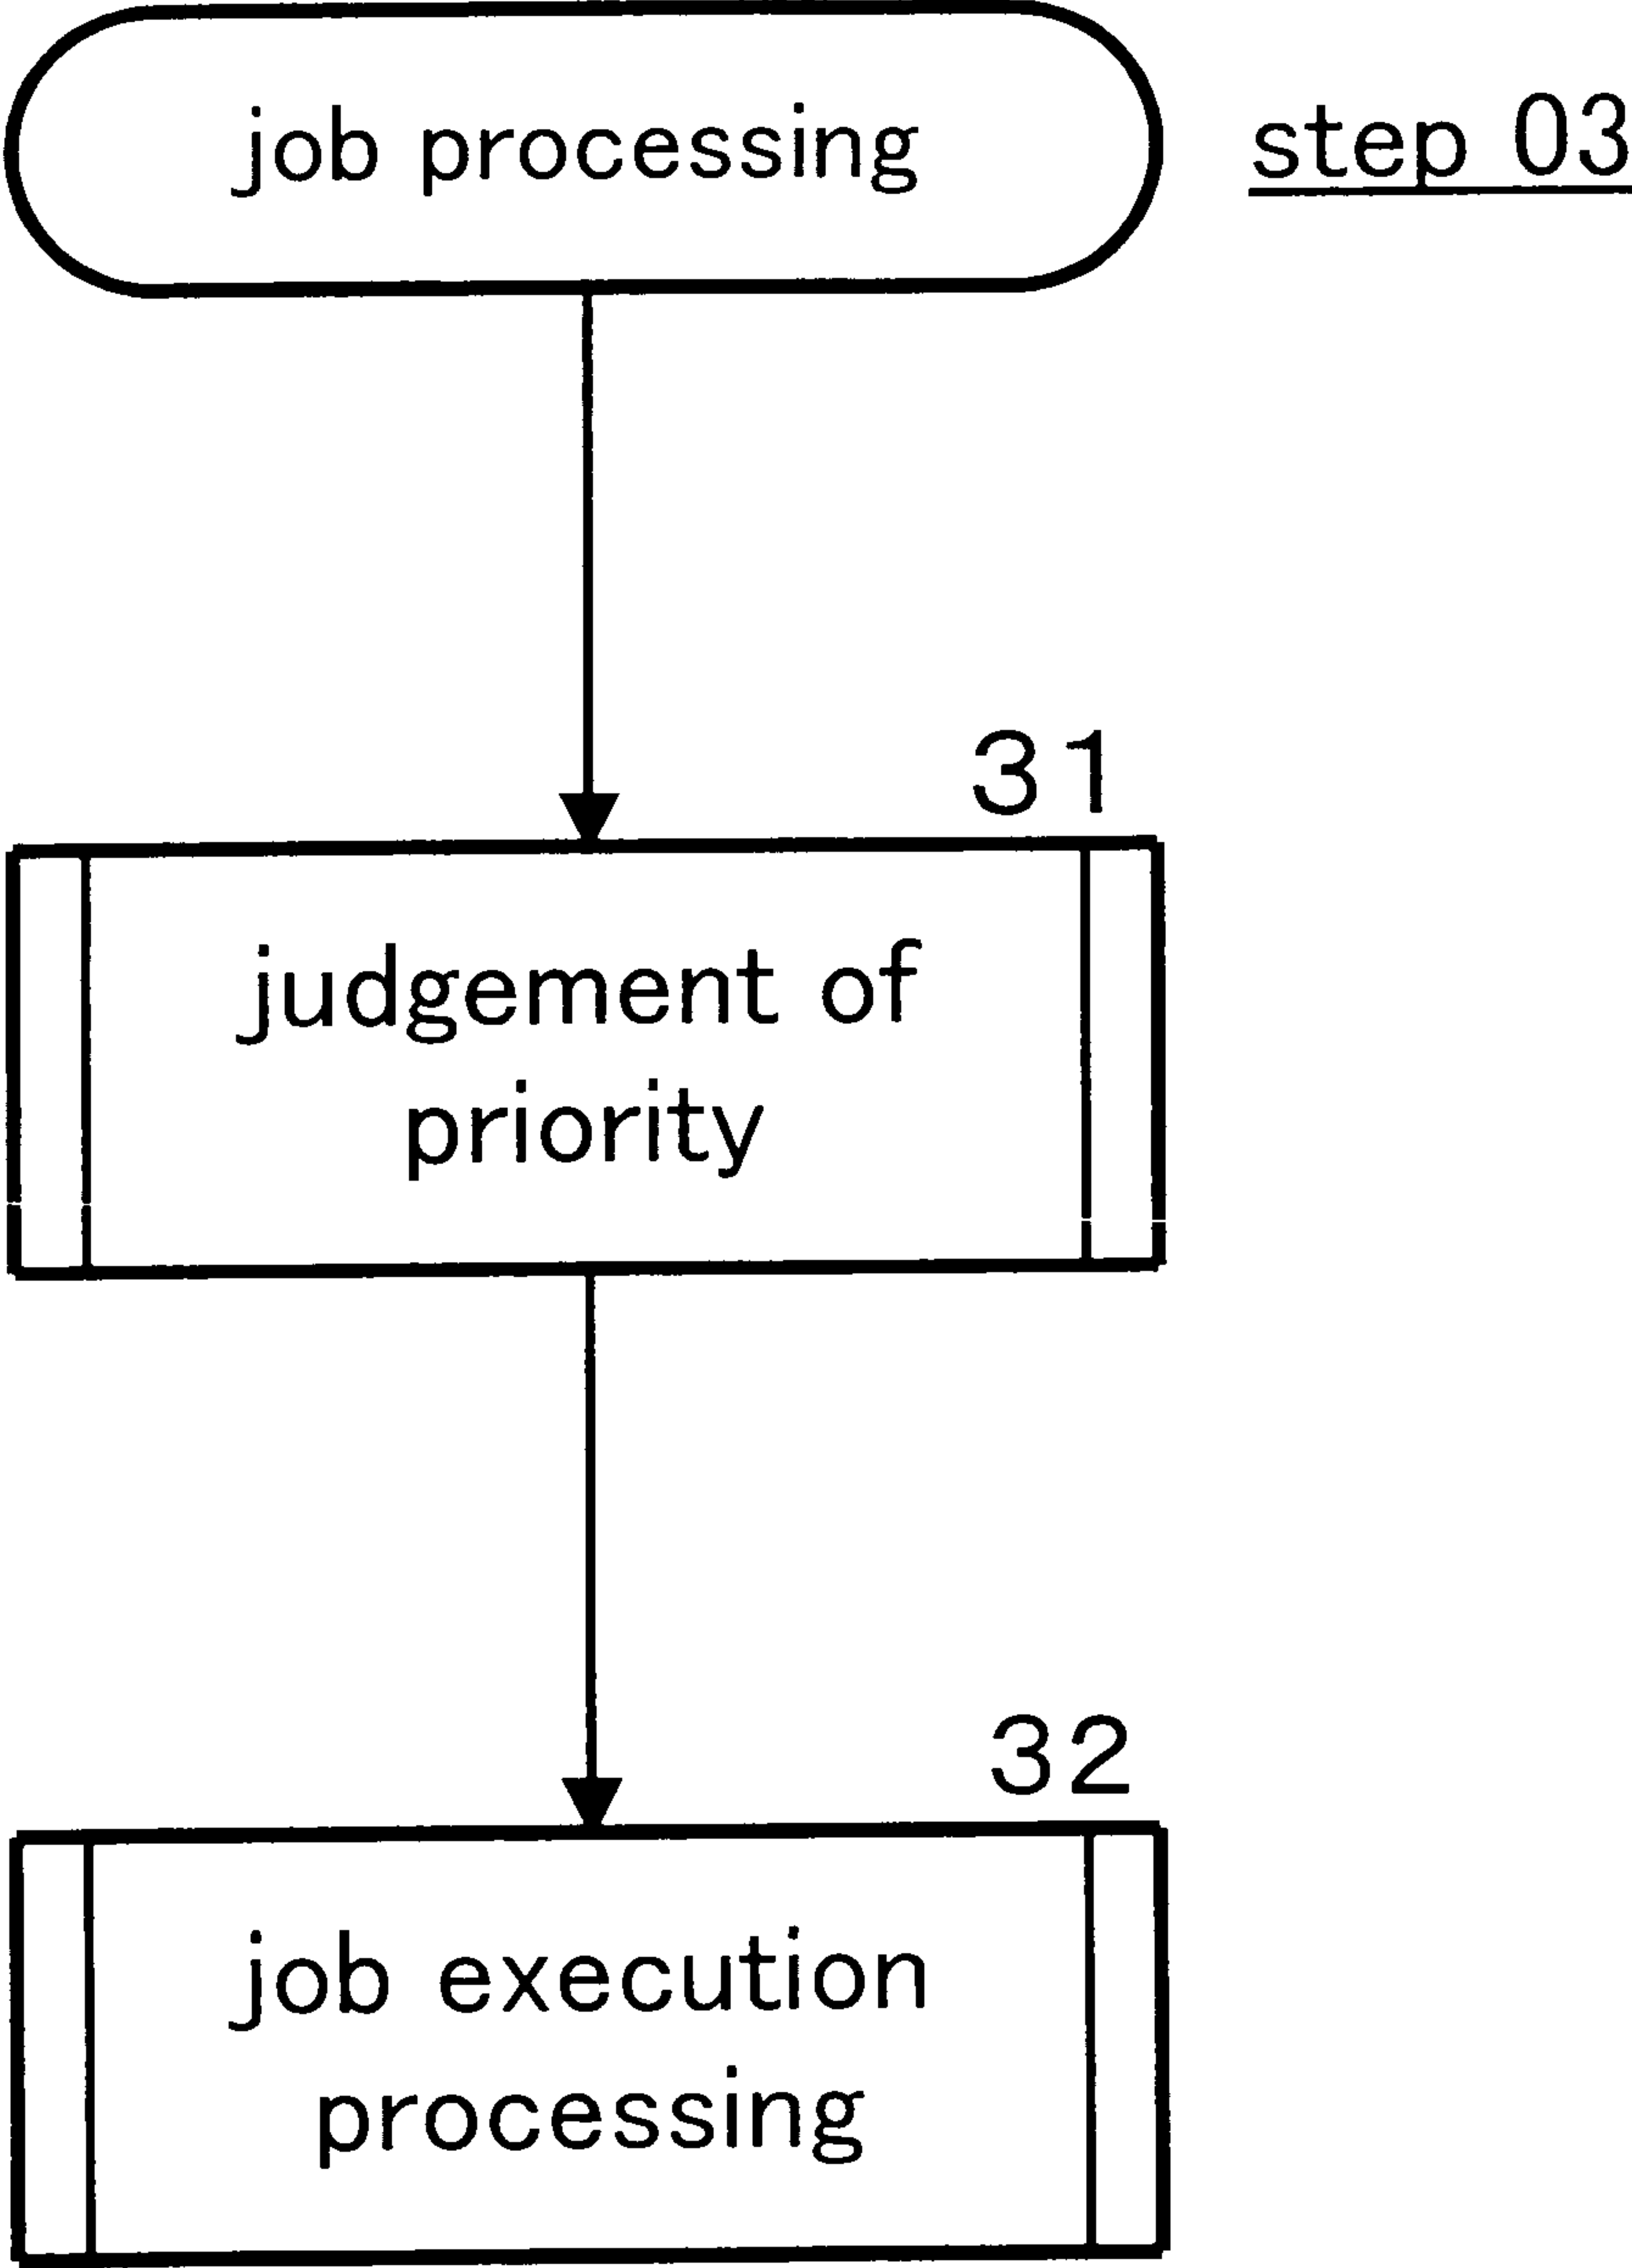 job processing
step 03
31
judgement of
priority
32
job execution
processing